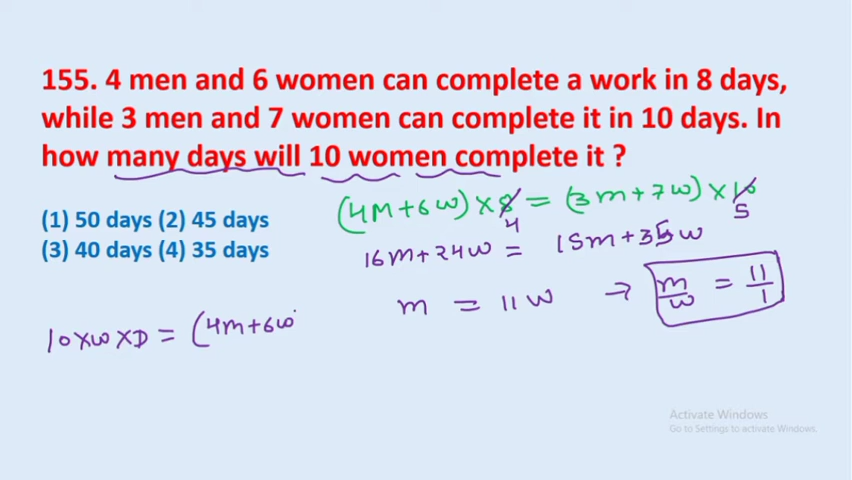 155. 4 men and 6 women can complete a work in 8 days,
while 3 men and 7 women can complete it in 10 days. In
how many days will 10 women complete it ?
(4M+6W)×8=(3m+7w)×10
4 5
(1) 50 days (2) 45 days
(3) 40 days (4) 35 days
16m+24w = 15m+35w
m = 11w → m/w = 11/1
10×w×D = (4m+6w
Activate Windows
Go to Settings to activate Windows.